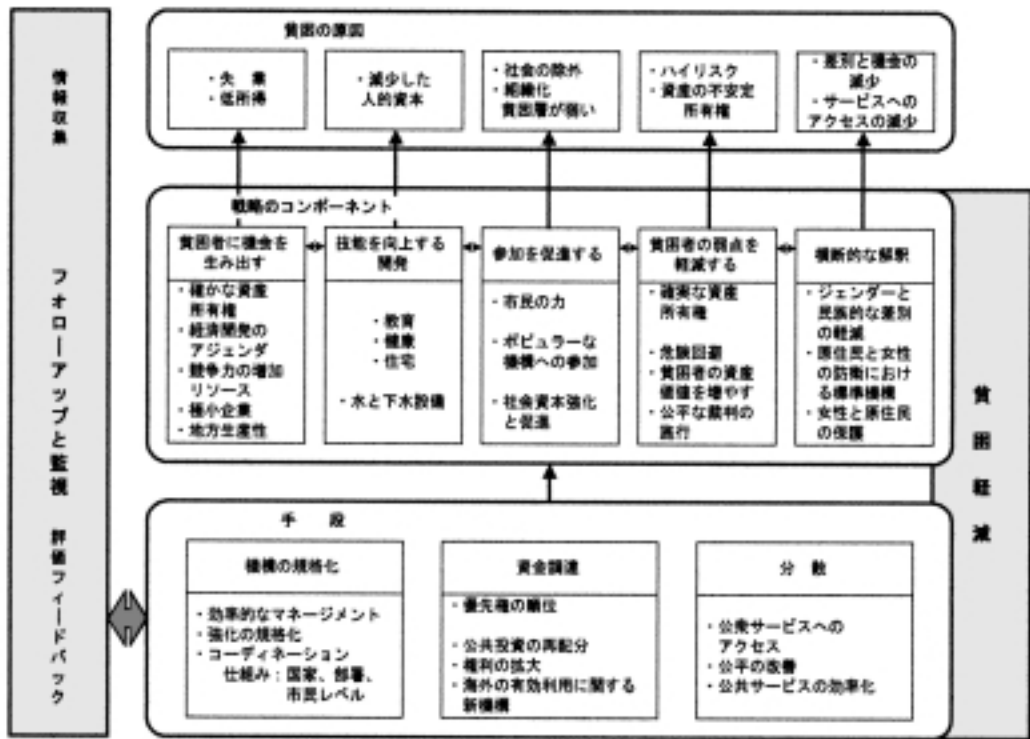 情報収集
フォローアップと監視
評価フィードバック
貧困の原因
・失 業
・低所得
・減少した
人的資本
・社会の除外
・組織化
貧困層が弱い
・ハイリスク
・資産の不安定
所有権
・差別と機会の
減少
・サービスへの
アクセスの減少
戦略のコンポーネント
貧困者に機会を
生み出す
・確かな資産
所有権
・経済開発の
アジェンダ
・競争力の増加
リソース
・極小企業
・地方生産性
技能を向上する
開発
・教育
・健康
・住宅
・水と下水設備
参加を促進する
・市民の力
・ポピュラーな
機構への参加
・社会資本強化
と促進
貧困者の弱点を
軽減する
・確実な資産
所有権
・危険回避
・貧困者の資産
価値を増やす
・公平な裁判の
施行
横断的な解釈
・ジェンダーと
民族的な差別
の軽減
・原住民と女性
の防衛における
標準機構
・女性と原住民
の保護
貧困軽減
手 段
機構の規格化
・効率的なマネージメント
・強化の規格化
・コーディネーション
仕組み：国家、部署、
市民レベル
資金調達
・優先権の順位
・公共投資の再配分
・権利の拡大
・海外の有効利用に関する
新機構
分 散
・公衆サービスへの
アクセス
・公平の改善
・公共サービスの効率化